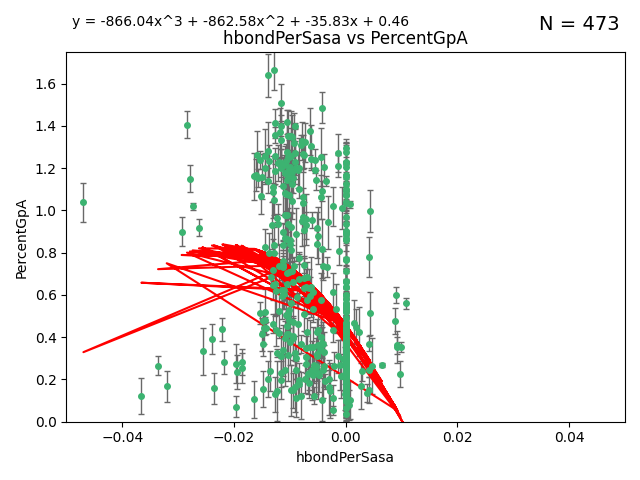 y = -866.04x^3 + -862.58x^2 + -35.83x + 0.46
N = 473
hbondPerSasa vs PercentGpA
PercentGpA
1.6
1.4
1.2
1.0
0.8
0.6
0.4
0.2
0.0
−0.04 −0.02 0.00 0.02 0.04
hbondPerSasa